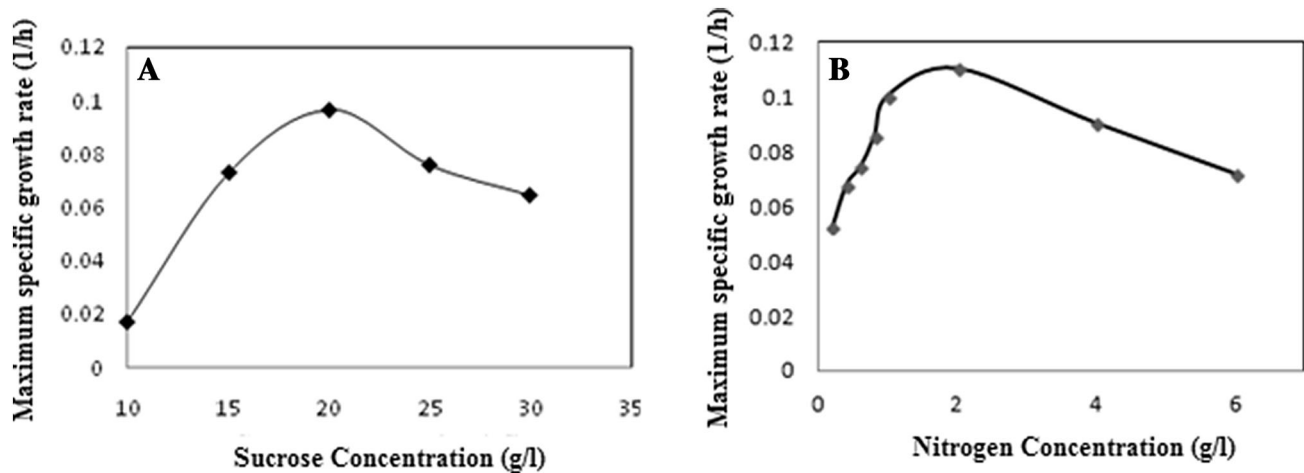 A
Maximum specific growth rate (1/h)
0.12
0.1
0.08
0.06
0.04
0.02
0
10 15 20 25 30 35
Sucrose Concentration (g/l)
B
Maximum specific growth rate (1/h)
0.12
0.1
0.08
0.06
0.04
0.02
0
0 2 4 6
Nitrogen Concentration (g/l)